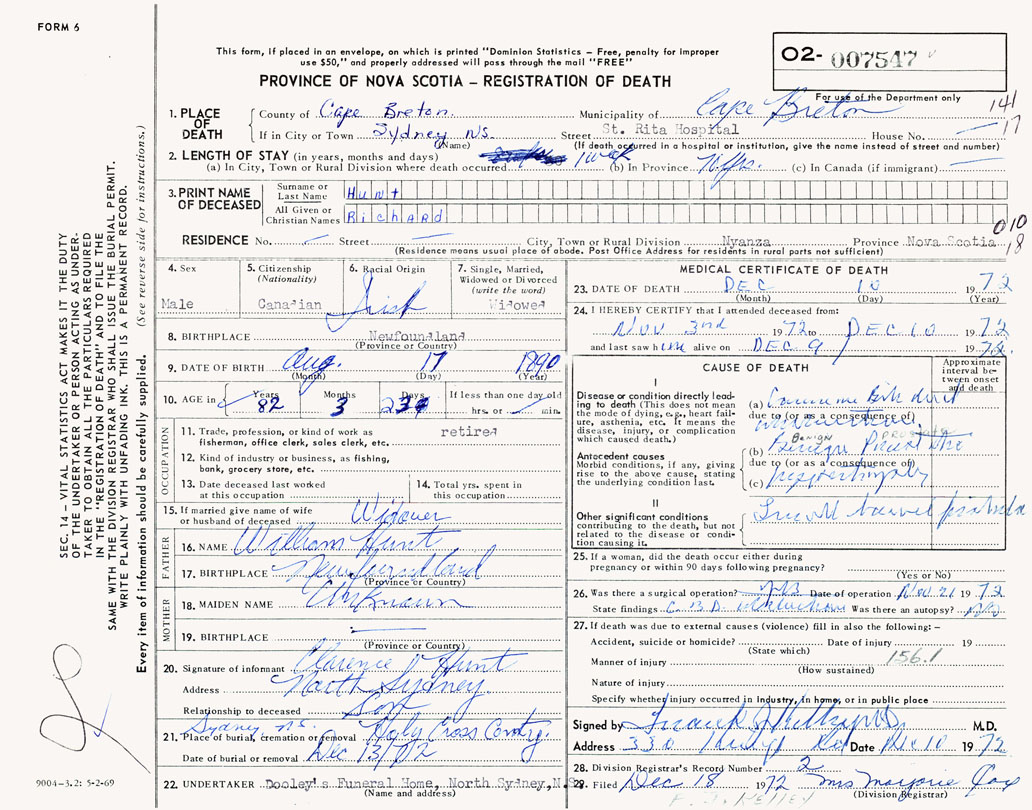 FORM 6
This form, if placed in an envelope, on which is printed "Dominion Statistics – Free, penalty for improper
use $50," and properly addressed will pass through the mail "FREE"
PROVINCE OF NOVA SCOTIA – REGISTRATION OF DEATH
O2- 007547
For use of the Department only
141
17
1. PLACE OF DEATH
County of Cape Breton. Municipality of Cape Breton
If in City or Town Sydney N.S. Street St. Rita Hospital House No.
(Name) (If death occurred in a hospital or institution, give the name instead of street and number)
2. LENGTH OF STAY (in years, months and days)
(a) In City, Town or Rural Division where death occurred 1 week (b) In Province (c) In Canada (if immigrant)
3. PRINT NAME OF DECEASED
Surname or Last Name Hunt
All Given or Christian Names Richard
010
18
RESIDENCE No. Street City, Town or Rural Division Nyanza Province Nova Scotia
(Residence means usual place of abode. Post Office Address for residents in rural parts not sufficient)
4. Sex Male
5. Citizenship (Nationality) Canadian
6. Racial Origin Irish
7. Single, Married, Widowed or Divorced (write the word) Widowed
8. BIRTHPLACE Newfoundland
(Province or Country)
9. DATE OF BIRTH Aug. 17 1890
(Month) (Day) (Year)
10. AGE in Years 82 Months 3 Days If less than one day old hrs. or min.
OCCUPATION
11. Trade, profession or kind of work as fisherman, office clerk, sales clerk, etc. retired
12. Kind of industry or business, as fishing, bank, grocery store, etc.
13. Date deceased last worked at this occupation
14. Total yrs. spent in this occupation
15. If married give name of wife or husband of deceased Widower
FATHER
16. NAME William Hunt
17. BIRTHPLACE Newfoundland
(Province or Country)
MOTHER
18. MAIDEN NAME Unknown
19. BIRTHPLACE
(Province or Country)
20. Signature of informant Clarence Hunt
Address North Sydney.
Relationship to deceased Son
Sydney N.S.
21. Place of burial, cremation or removal Holy Cross
Date of burial or removal Dec 13/72
22. UNDERTAKER Dooley's Funeral Home, North Sydney, N.S.
(Name and address)
MEDICAL CERTIFICATE OF DEATH
23. DATE OF DEATH DEC 10 1972
(Month) (Day) (Year)
24. I HEREBY CERTIFY that I attended deceased from:
NOV 3rd 1972 to DEC 10 1972
and last saw him alive on DEC 9 1972.
CAUSE OF DEATH
Approximate interval between onset and death
I
Disease or condition directly leading to death (This does not mean the mode of dying, e.g., heart failure, asthenia, etc. It means the disease, injury, or complication which caused death.)
(a)
due to (or as a consequence of)
Antecedent causes
Morbid conditions, if any, giving rise to the above cause, stating the underlying condition last.
BENIGN PROSTATE
(b) Benign Prostate
due to (or as a consequence of)
(c)
II
Other significant conditions contributing to the death, but not related to the disease or condition causing it.
25. If a woman, did the death occur either during
pregnancy or within 90 days following pregnancy?
(Yes or No)
26. Was there a surgical operation? Date of operation Nov 21 1972
State findings C.B.D. Was there an autopsy? No
27. If death was due to external causes (violence) fill in also the following: –
Accident, suicide or homicide? Date of injury 19
(State which)
156.1
Manner of injury
(How sustained)
Nature of injury
Specify whether injury occurred in industry, in home, or in public place
Signed by M.D.
Address 330 Date Dec 10 1972
28. Division Registrar's Record Number 2
29. Filed Dec 18 1972 Mrs Marjorie Cox
(Division Registrar)
SEC. 14 – VITAL STATISTICS ACT MAKES IT THE DUTY
OF THE UNDERTAKER OR PERSON ACTING AS UNDER-
TAKER TO OBTAIN ALL THE PARTICULARS REQUIRED
IN THE "REGISTRATION OF DEATH" AND TO FILE THE
SAME WITH THE DIVISION REGISTRAR WHO SHALL ISSUE THE BURIAL PERMIT.
WRITE PLAINLY WITH UNFADING INK. THIS IS A PERMANENT RECORD.
Every item of information should be carefully supplied. (See reverse side for instructions.)
9004-3.2: 5-2-69